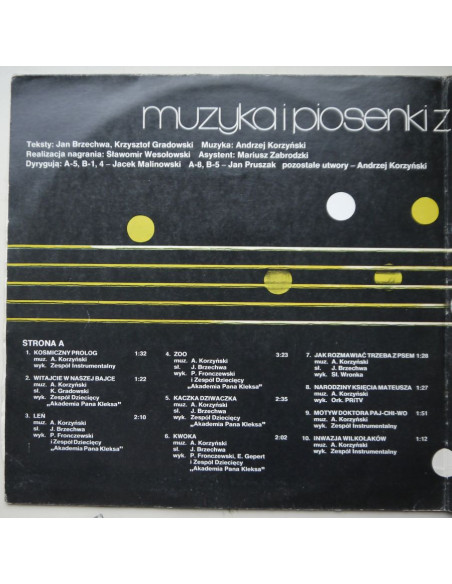 muzyka i piosenki z
Teksty: Jan Brzechwa, Krzysztof Gradowski Muzyka: Andrzej Korzyński
Realizacja nagrania: Sławomir Wesołowski Asystent: Mariusz Zabrodzki
Dyrygują: A-5, B-1, 4 – Jacek Malinowski A-8, B-5 – Jan Pruszak pozostałe utwory – Andrzej Korzyński
STRONA A
1. KOSMICZNY PROLOG 1:32
muz. A. Korzyński
wyk. Zespół Instrumentalny
2. WITAJCIE W NASZEJ BAJCE 1:22
muz. A. Korzyński
sł. K. Gradowski
wyk. Zespół Dziecięcy
„Akademia Pana Kleksa”
3. LEŃ 2:10
muz. A. Korzyński
sł. J. Brzechwa
wyk. P. Fronczewski
i Zespół Dziecięcy
„Akademia Pana Kleksa”
4. ZOO 3:23
muz. A. Korzyński
sł. J. Brzechwa
wyk. P. Fronczewski
i Zespół Dziecięcy
„Akademia Pana Kleksa”
5. KACZKA DZIWACZKA 2:35
muz. A. Korzyński
sł. J. Brzechwa
wyk. Zespół Dziecięcy
„Akademia Pana Kleksa”
6. KWOKA 2:02
muz. A. Korzyński
sł. J. Brzechwa
wyk. P. Fronczewski, E. Gepert
i Zespół Dziecięcy
„Akademia Pana Kleksa”
7. JAK ROZMAWIAĆ TRZEBA Z PSEM 1:28
muz. A. Korzyński
sł. J. Brzechwa
wyk. St. Wronka
8. NARODZINY KSIĘCIA MATEUSZA 1:27
muz. A. Korzyński
wyk. Ork. PRiTV
9. MOTYW DOKTORA PAJ-CHI-WO 1:51
muz. A. Korzyński
wyk. Zespół Instrumentalny
10. INWAZJA WILKOŁAKÓW 1:12
muz. A. Korzyński
wyk. Zespół Instrumentalny